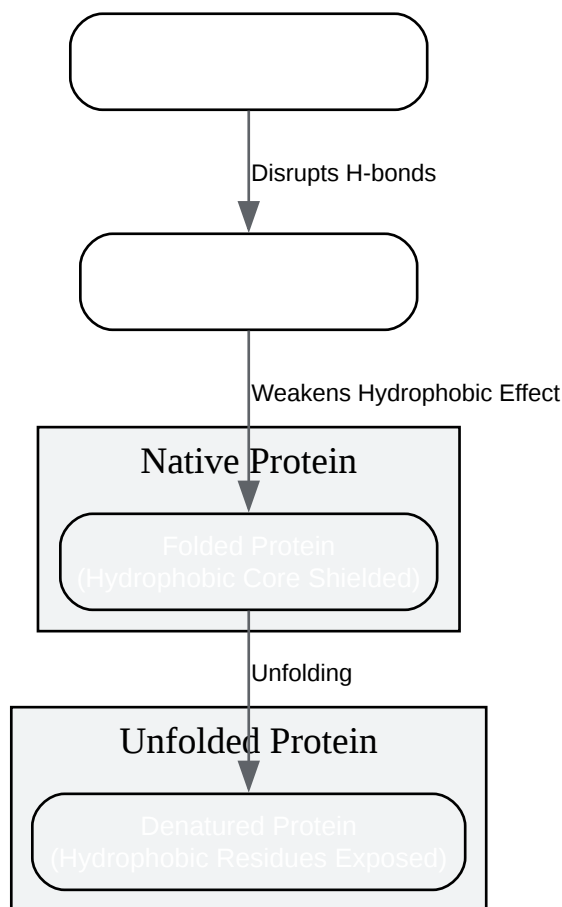 Disrupts H-bonds
Weakens Hydrophobic Effect
Native Protein
Folded Protein
(Hydrophobic Core Shielded)
Unfolding
Unfolded Protein
Denatured Protein
(Hydrophobic Residues Exposed)